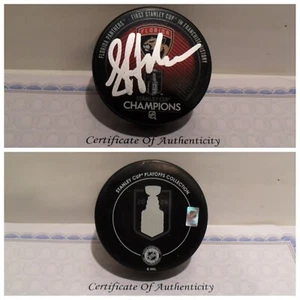 FLORIDA PANTHERS · FIRST STANLEY CUP® IN FRANCHISE HISTORY
FLORIDA
CHAMPIONS
Certificate Of Authenticity
STANLEY CUP® PLAYOFFS COLLECTION
Certificate Of Authenticity